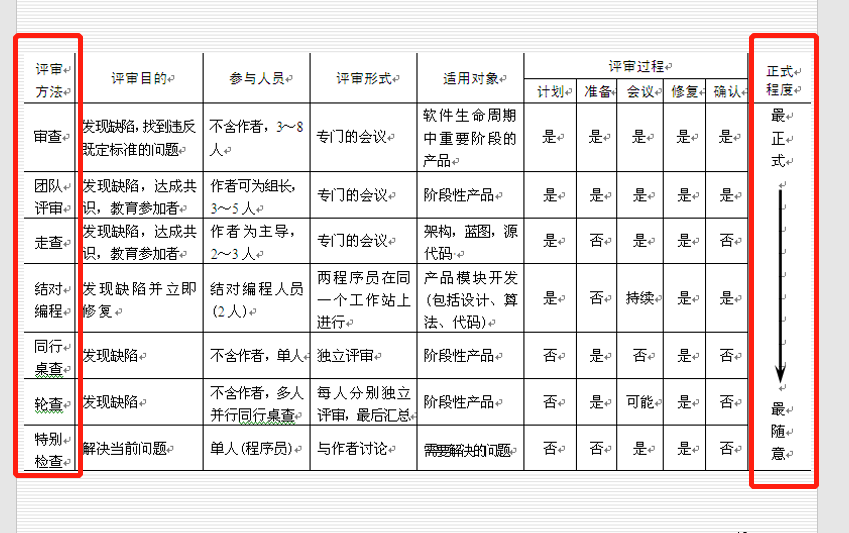 评审方法 评审目的 参与人员 评审形式 适用对象 评审过程 正式程度
计划 准备 会议 修复 确认
审查 发现缺陷，找到违反既定标准的问题 不含作者，3～8人 专门的会议 软件生命周期中重要阶段的产品 是 是 是 是 是 最正式
团队评审 发现缺陷，达成共识，教育参加者 作者可为组长，3～5人 专门的会议 阶段性产品 是 是 是 是 是
走查 发现缺陷，达成共识，教育参加者 作者为主导，2～3人 专门的会议 架构，蓝图，源代码 是 否 是 是 否
结对编程 发现缺陷并立即修复 结对编程人员(2人) 两程序员在同一个工作站上进行 产品模块开发(包括设计、算法、代码) 是 否 持续 是 是
同行桌查 发现缺陷 不含作者，单人 独立评审 阶段性产品 否 是 否 是 否
轮查 发现缺陷 不含作者，多人并行同行桌查 每人分别独立评审，最后汇总 阶段性产品 否 是 可能 是 否 最随意
特别检查 解决当前问题 单人(程序员) 与作者讨论 需要解决的问题 否 否 是 是 否